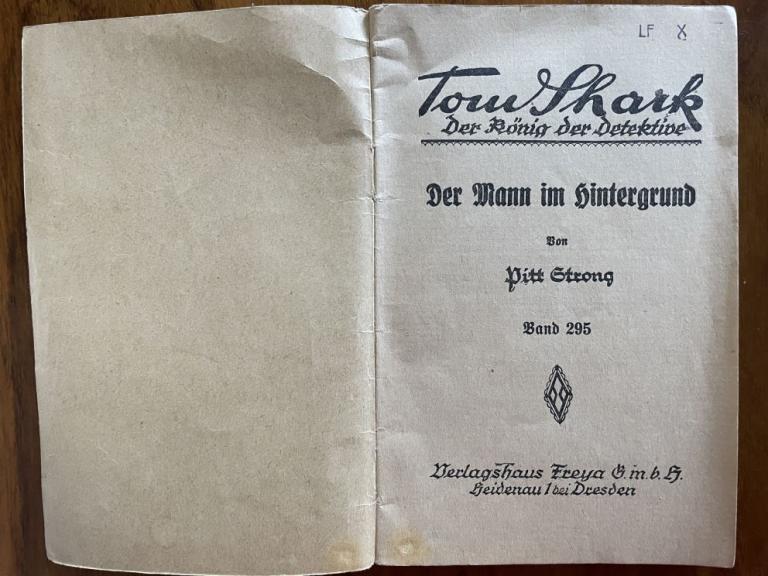 LF X
Tom Shark
Der König der Detektive
Der Mann im Hintergrund
Von
Pitt Strong
Band 295
Verlagshaus Freya G.m.b.H.
Heidenau 1 bei Dresden